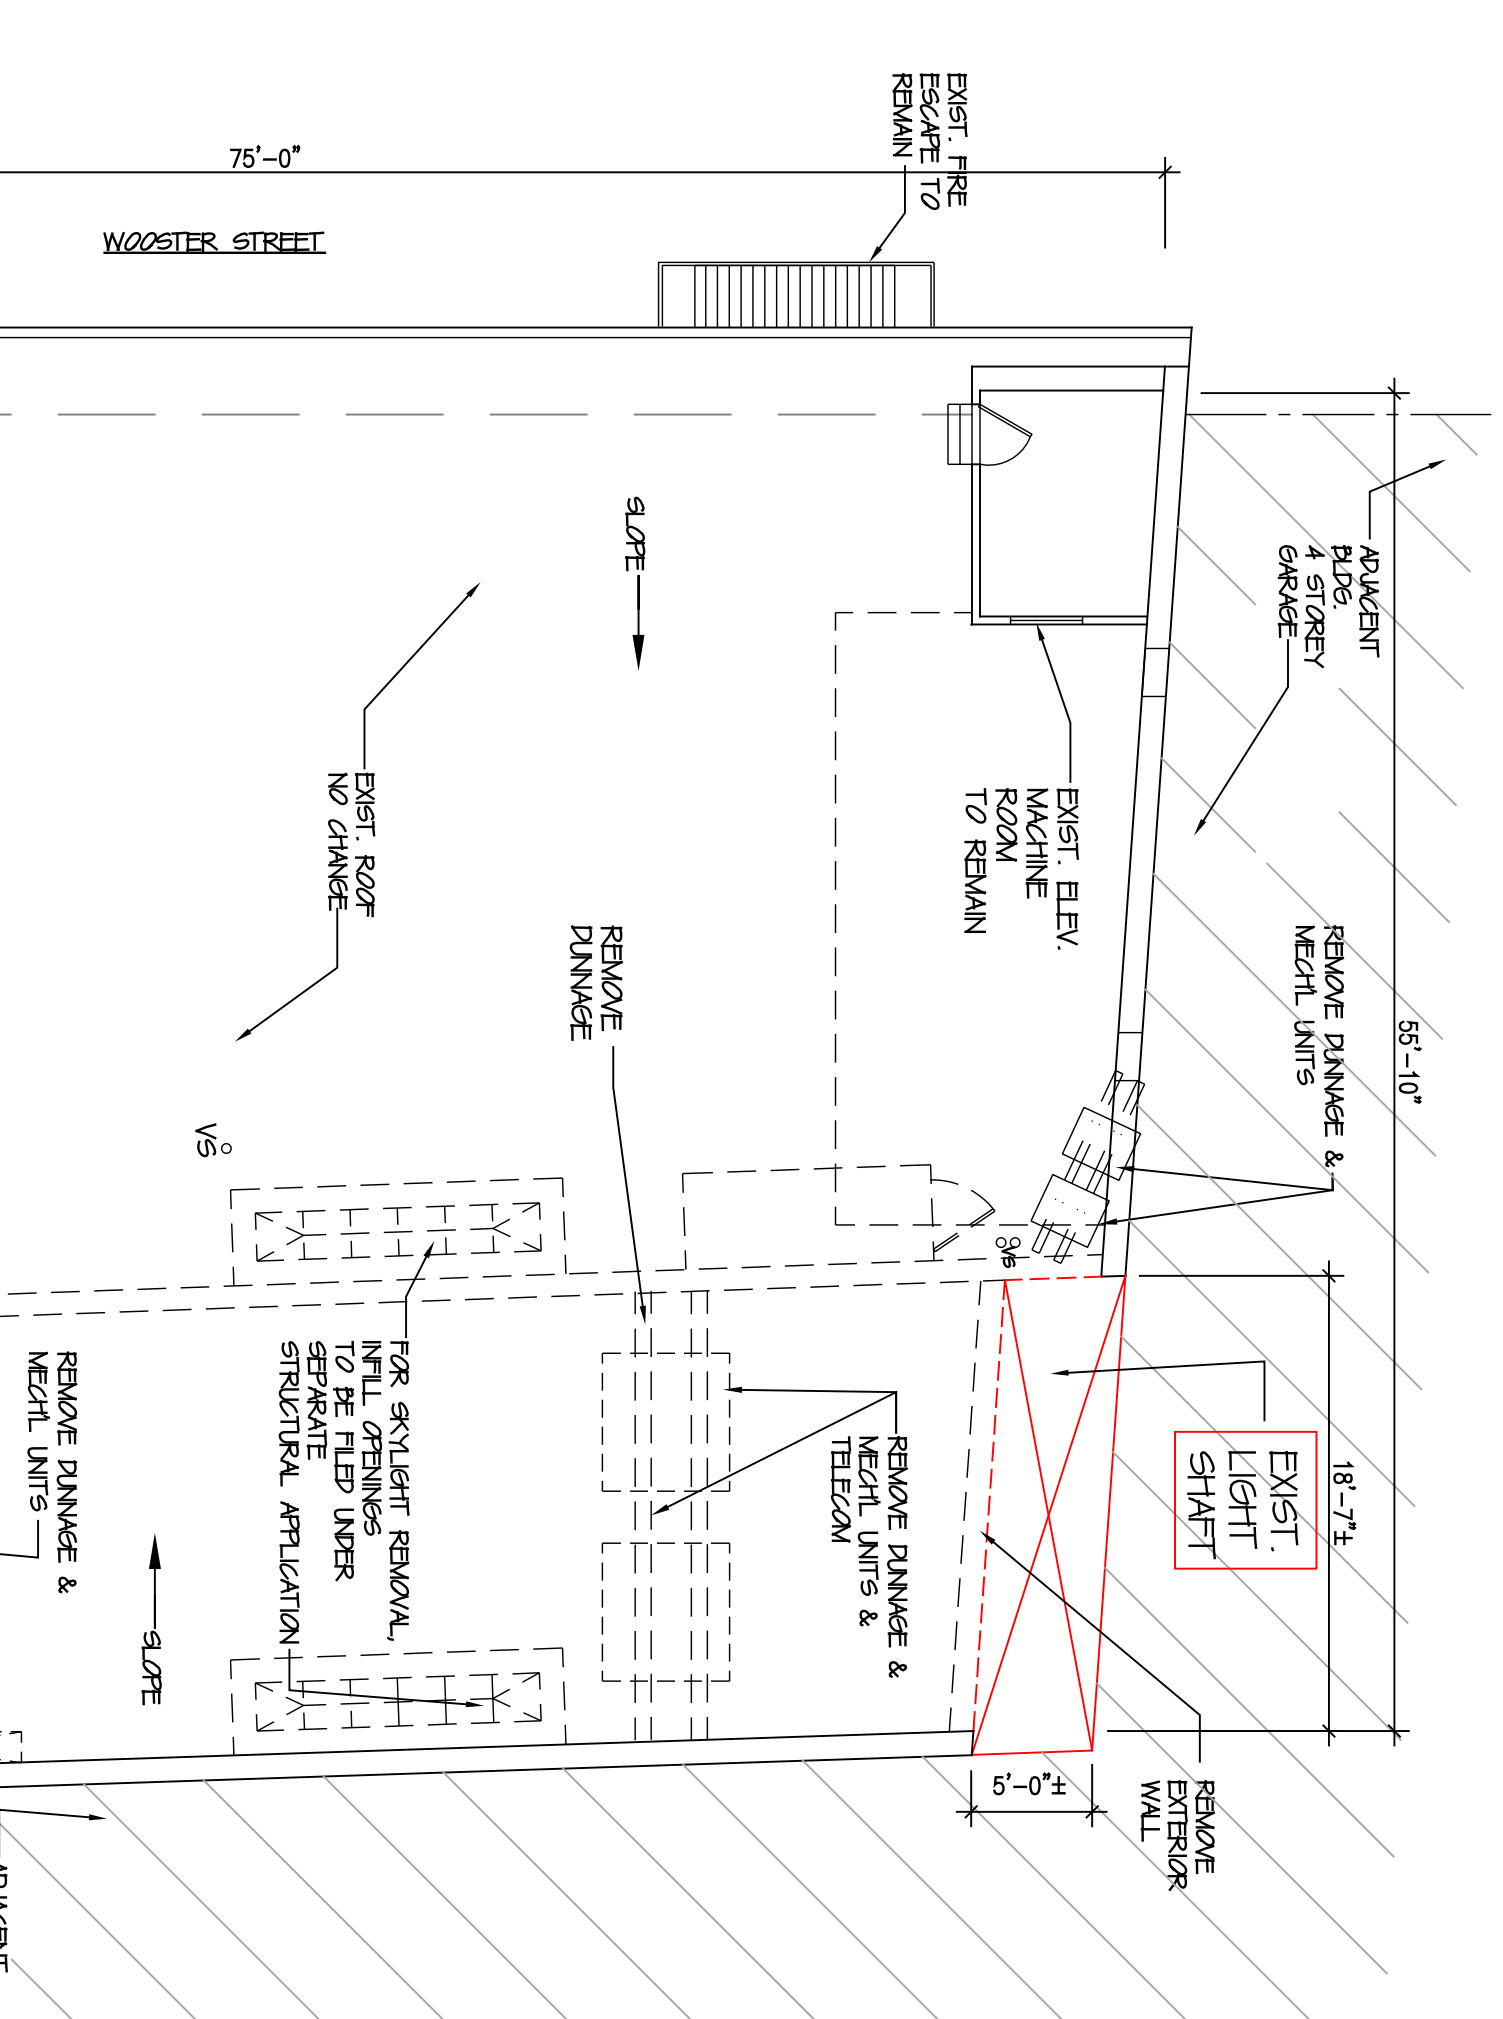 75'-0"
WOOSTER STREET
EXIST. FIRE
ESCAPE TO
REMAIN
ADJACENT
BLDG.
4 STOREY
GARAGE
SLOPE
EXIST. ROOF
NO CHANGE
EXIST. ELEV.
MACHINE
ROOM
TO REMAIN
REMOVE
DUNNAGE
REMOVE DUNNAGE &
MECH'L UNITS
55'-10"
VS
VS
FOR SKYLIGHT REMOVAL,
INFILL OPENINGS
TO BE FILED UNDER
SEPARATE
STRUCTURAL APPLICATION
REMOVE DUNNAGE &
MECH'L UNITS
REMOVE DUNNAGE &
MECH'L UNITS &
TELECOM
EXIST.
LIGHT
SHAFT
18'-7"±
SLOPE
5'-0"±
REMOVE
EXTERIOR
WALL
ADJACENT